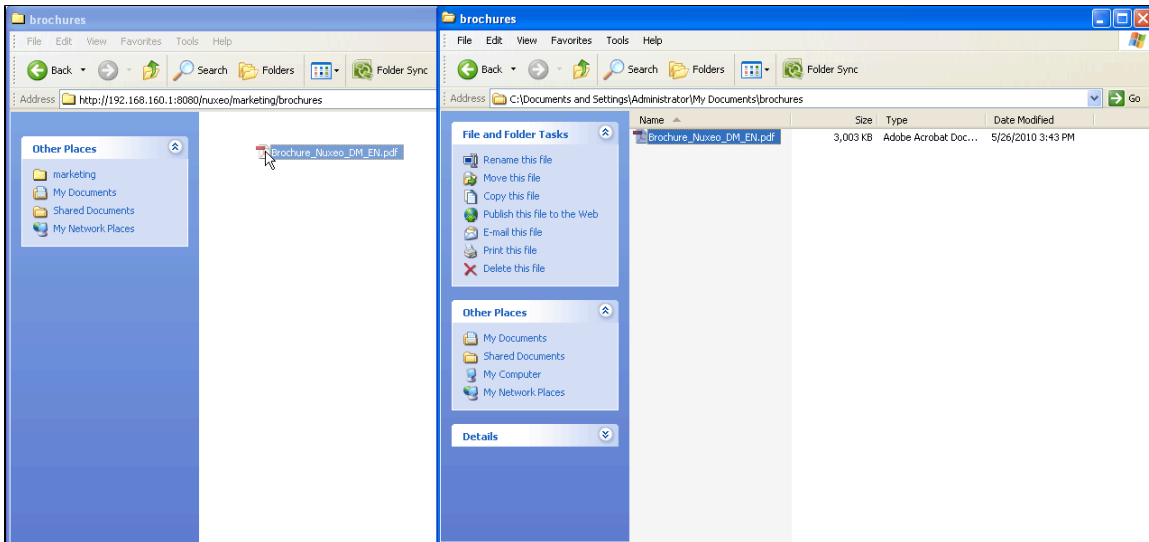 brochures
File Edit View Favorites Tools Help
Back Search Folders Folder Sync
Address http://192.168.160.1:8080/nuxeo/marketing/brochures
Other Places
marketing
My Documents
Shared Documents
My Network Places
Brochure_Nuxeo_DM_EN.pdf
brochures
File Edit View Favorites Tools Help
Back Search Folders Folder Sync
Address C:\Documents and Settings\Administrator\My Documents\brochures Go
File and Folder Tasks
Rename this file
Move this file
Copy this file
Publish this file to the Web
E-mail this file
Print this file
Delete this file
Other Places
My Documents
Shared Documents
My Computer
My Network Places
Details
Name Size Type Date Modified
Brochure_Nuxeo_DM_EN.pdf 3,003 KB Adobe Acrobat Doc... 5/26/2010 3:43 PM